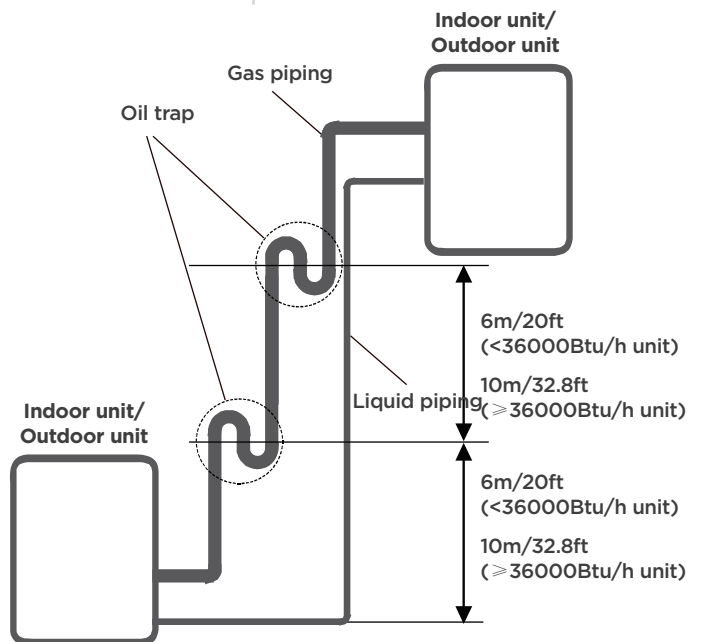 Indoor unit/
Outdoor unit
Gas piping
Oil trap
6m/20ft
(<36000Btu/h unit)
10m/32.8ft
(⩾36000Btu/h unit)
Liquid piping
Indoor unit/
Outdoor unit
6m/20ft
(<36000Btu/h unit)
10m/32.8ft
(⩾36000Btu/h unit)